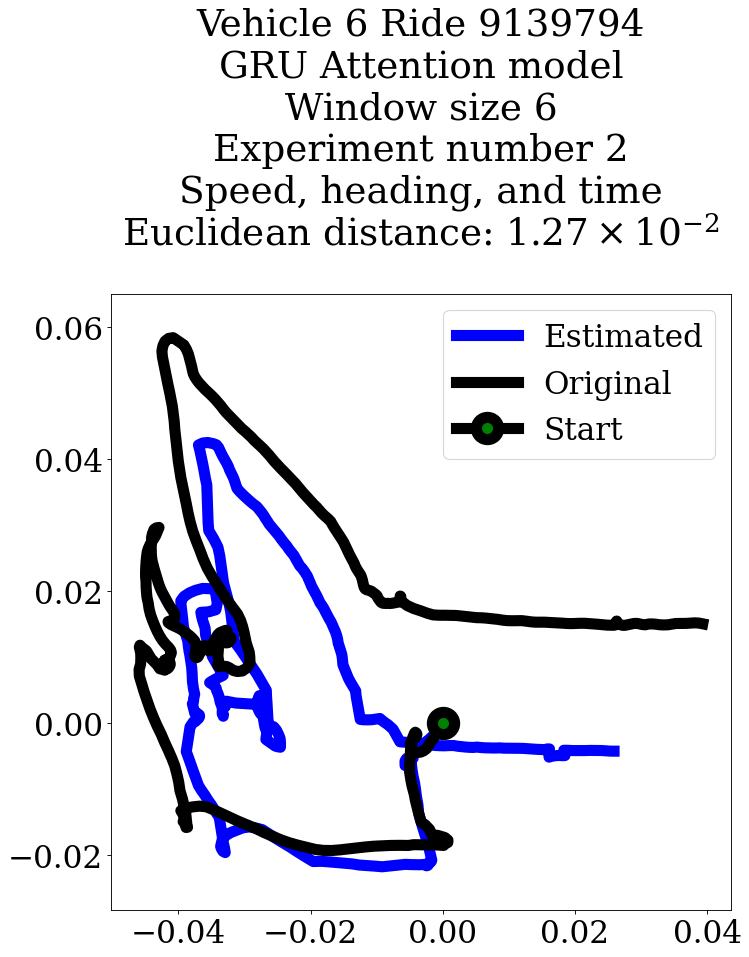 Vehicle 6 Ride 9139794
GRU Attention model
Window size 6
Experiment number 2
Speed, heading, and time
Euclidean distance: 1.27 × 10⁻²
Estimated
Original
Start
0.06
0.04
0.02
0.00
−0.02
−0.04 −0.02 0.00 0.02 0.04